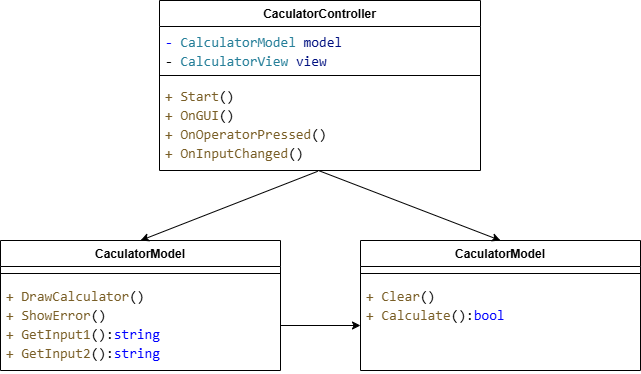 CaculatorController
- CalculatorModel model
- CalculatorView view
+ Start()
+ OnGUI()
+ OnOperatorPressed()
+ OnInputChanged()
CaculatorModel
+ DrawCalculator()
+ ShowError()
+ GetInput1():string
+ GetInput2():string
CaculatorModel
+ Clear()
+ Calculate():bool